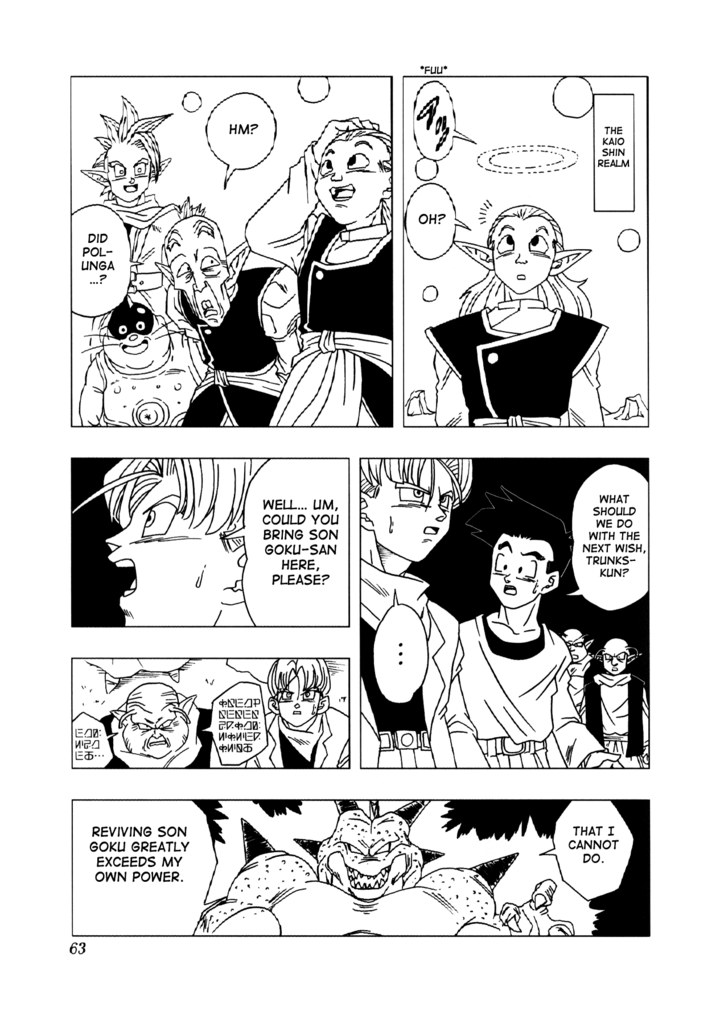 *FUU*
THE
KAIO
SHIN
REALM
OH?
HM?
DID
POL-
UNGA
...?
WHAT
SHOULD
WE DO
WITH THE
NEXT WISH,
TRUNKS-
KUN?
...
WELL... UM,
COULD YOU
BRING SON
GOKU-SAN
HERE,
PLEASE?
THAT I
CANNOT
DO.
REVIVING SON
GOKU GREATLY
EXCEEDS MY
OWN POWER.
63